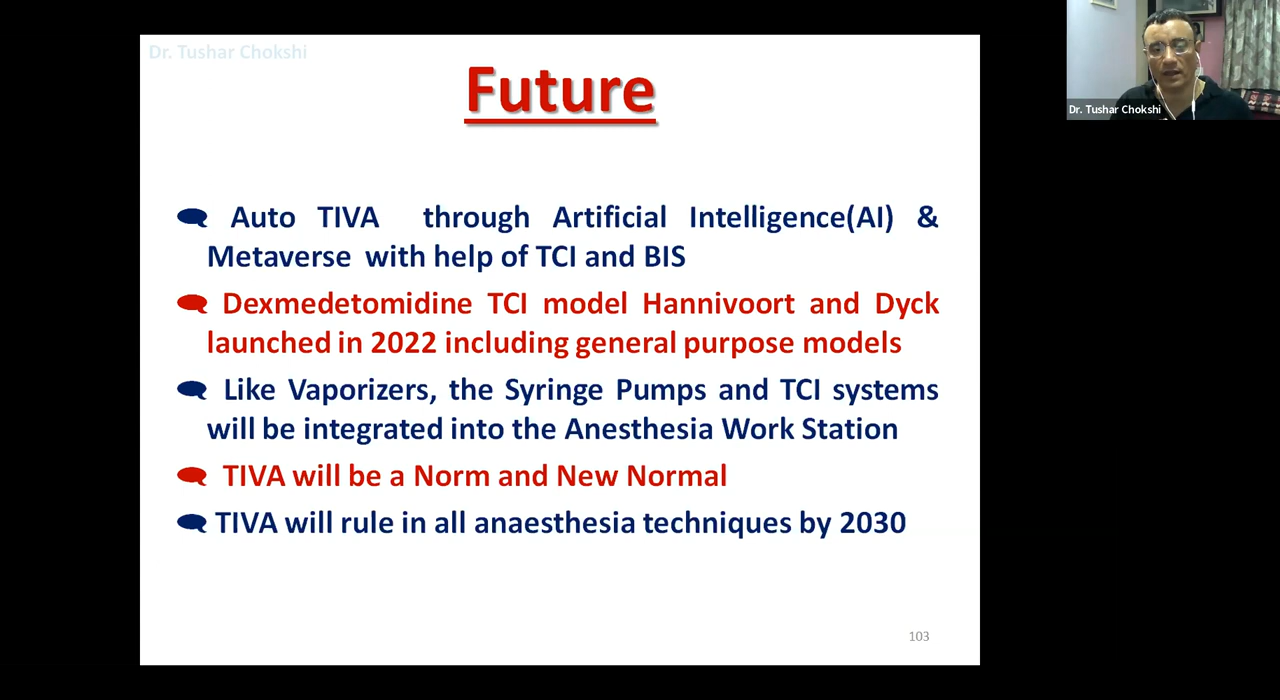 Dr. Tushar Chokshi
Future
Dr. Tushar Chokshi
Auto TIVA through Artificial Intelligence(AI) &
Metaverse with help of TCI and BIS
Dexmedetomidine TCI model Hannivoort and Dyck
launched in 2022 including general purpose models
Like Vaporizers, the Syringe Pumps and TCI systems
will be integrated into the Anesthesia Work Station
TIVA will be a Norm and New Normal
TIVA will rule in all anaesthesia techniques by 2030
103